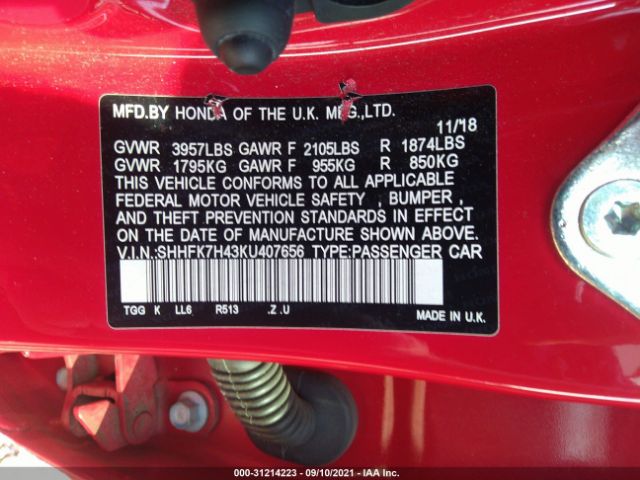 MFD.BY HONDA OF THE U.K. MFG.,LTD.
11/18
GVWR 3957LBS GAWR F 2105LBS R 1874LBS
GVWR 1795KG GAWR F 955KG R 850KG
THIS VEHICLE CONFORMS TO ALL APPLICABLE
FEDERAL MOTOR VEHICLE SAFETY , BUMPER ,
AND THEFT PREVENTION STANDARDS IN EFFECT
ON THE DATE OF MANUFACTURE SHOWN ABOVE.
V.I.N.:SHHFK7H43KU407656 TYPE:PASSENGER CAR
TGG K LL6 R513 .Z .U
MADE IN U.K.
000-31214223 - 09/10/2021 - IAA Inc.